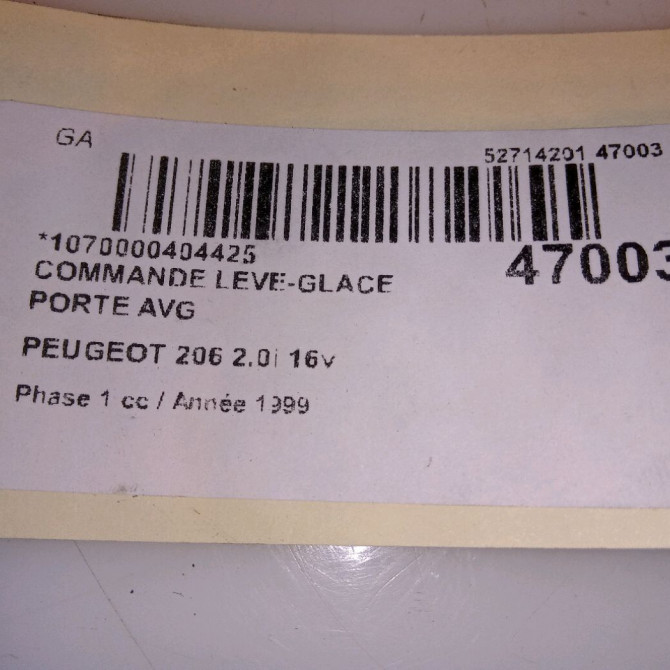 GA
52714201 47003
*1070000404425
47003
COMMANDE LEVE-GLACE
PORTE AVG
PEUGEOT 206 2.0i 16v
Phase 1 cc / Année 1999